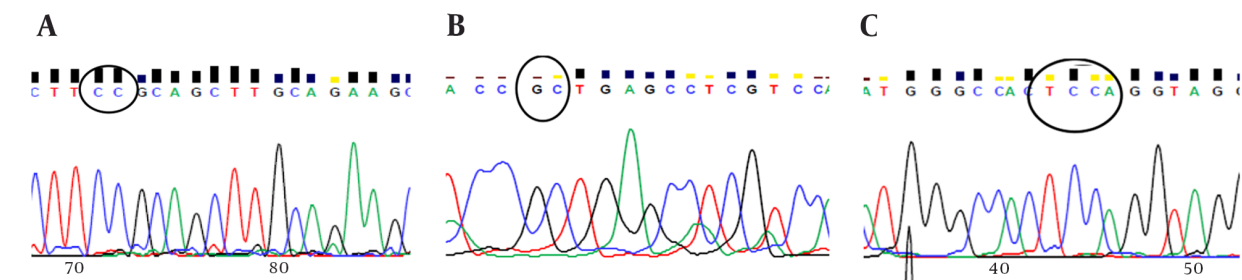 A B C
C T T C C G C A G C T T G C A G A A G C
A C C G C T G A G C C T C G T C C A
A T G G G C C A C T C C A G G T A G G
70 80
40 50